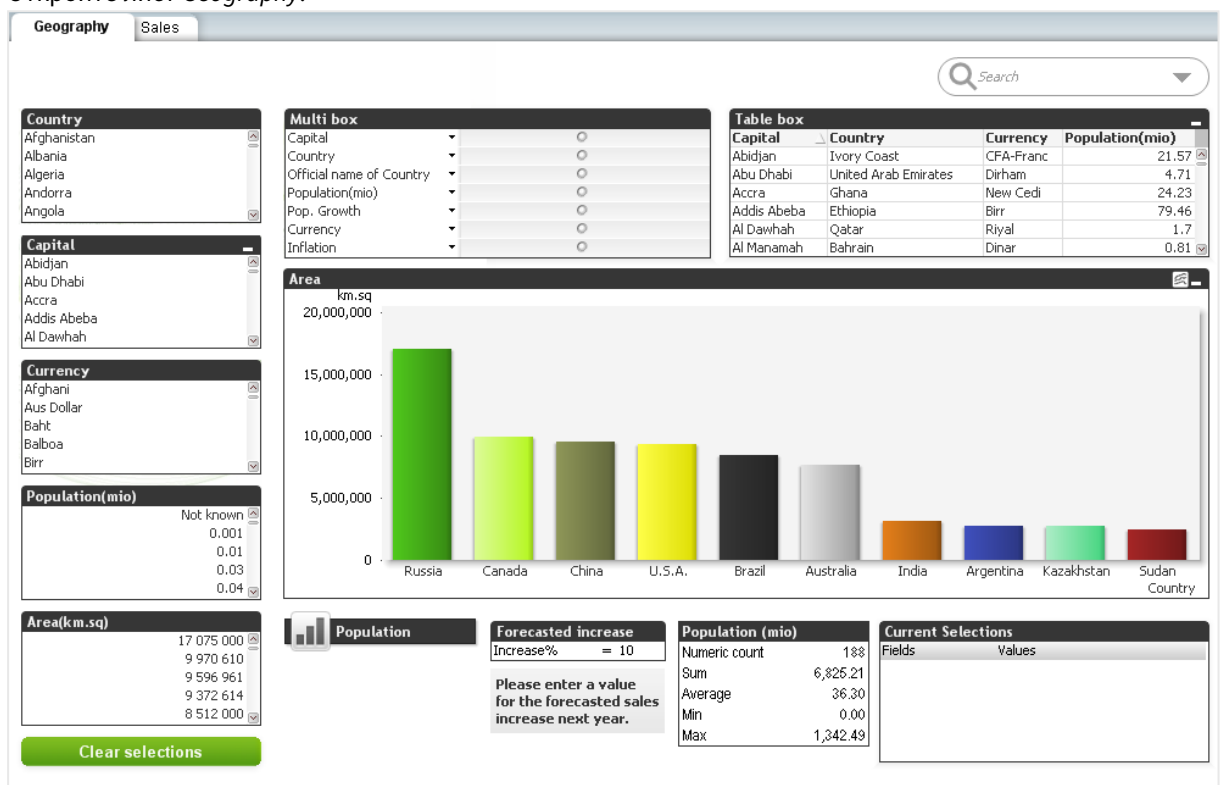 Geography
Sales
Search
Country
Afghanistan
Albania
Algeria
Andorra
Angola
Capital
Abidjan
Abu Dhabi
Accra
Addis Abeba
Al Dawhah
Currency
Afghani
Aus Dollar
Baht
Balboa
Birr
Population(mio)
Not known
0.001
0.01
0.03
0.04
Area(km.sq)
17 075 000
9 970 610
9 596 961
9 372 614
8 512 000
Clear selections
Multi box
Capital
Country
Official name of Country
Population(mio)
Pop. Growth
Currency
Inflation
Table box
Capital Country Currency Population(mio)
Abidjan Ivory Coast CFA-Franc 21.57
Abu Dhabi United Arab Emirates Dirham 4.71
Accra Ghana New Cedi 24.23
Addis Abeba Ethiopia Birr 79.46
Al Dawhah Qatar Riyal 1.7
Al Manamah Bahrain Dinar 0.81
Area
km.sq
20,000,000
15,000,000
10,000,000
5,000,000
0
Russia Canada China U.S.A. Brazil Australia India Argentina Kazakhstan Sudan
Country
Population
Forecasted increase
Increase% = 10
Please enter a value
for the forecasted sales
increase next year.
Population (mio)
Numeric count 188
Sum 6,825.21
Average 36.30
Min 0.00
Max 1,342.49
Current Selections
Fields Values